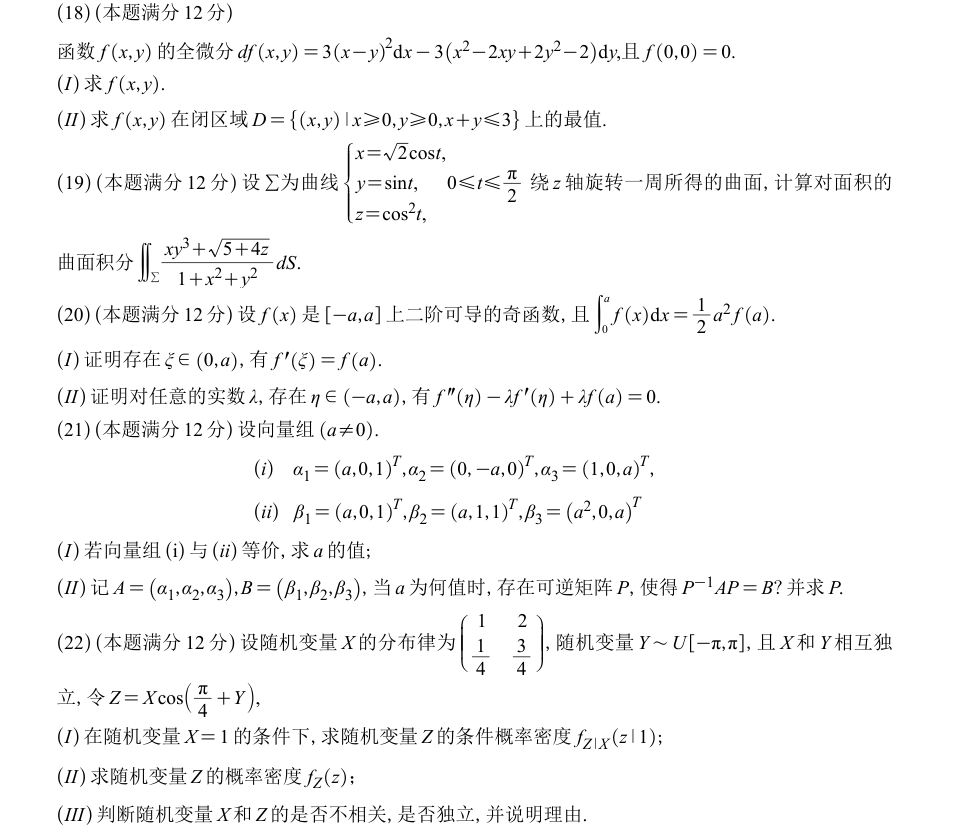 (18) (本题满分 12 分)
函数 f(x,y) 的全微分 df(x,y) = 3(x−y)²dx − 3(x²−2xy+2y²−2)dy,且 f(0,0) = 0.
(I) 求 f(x,y).
(II) 求 f(x,y) 在闭区域 D = {(x,y) | x⩾0,y⩾0,x+y⩽3} 上的最值.
(19) (本题满分 12 分) 设 Σ为曲线 { x=√2cost, y=sint, z=cos²t, 0⩽t⩽π/2 绕 z 轴旋转一周所得的曲面, 计算对面积的
曲面积分 ∬_Σ (xy³+√(5+4z))/(1+x²+y²) dS.
(20) (本题满分 12 分) 设 f(x) 是 [−a,a] 上二阶可导的奇函数, 且 ∫₀ᵃ f(x)dx = 1/2 a²f(a).
(I) 证明存在 ξ∈(0,a), 有 f′(ξ) = f(a).
(II) 证明对任意的实数 λ, 存在 η∈(−a,a), 有 f″(η) − λf′(η) + λf(a) = 0.
(21) (本题满分 12 分) 设向量组 (a≠0).
(i) α₁ = (a,0,1)ᵀ,α₂ = (0,−a,0)ᵀ,α₃ = (1,0,a)ᵀ,
(ii) β₁ = (a,0,1)ᵀ,β₂ = (a,1,1)ᵀ,β₃ = (a²,0,a)ᵀ
(I) 若向量组 (i) 与 (ii) 等价, 求 a 的值;
(II) 记 A = (α₁,α₂,α₃),B = (β₁,β₂,β₃), 当 a 为何值时, 存在可逆矩阵 P, 使得 P⁻¹AP = B? 并求 P.
(22) (本题满分 12 分) 设随机变量 X 的分布律为 (1 2; 1/4 3/4), 随机变量 Y ~ U[−π,π], 且 X 和 Y 相互独
立, 令 Z = Xcos(π/4 + Y),
(I) 在随机变量 X=1 的条件下, 求随机变量 Z 的条件概率密度 f_{Z|X}(z|1);
(II) 求随机变量 Z 的概率密度 f_Z(z);
(III) 判断随机变量 X 和 Z 的是否不相关, 是否独立, 并说明理由.